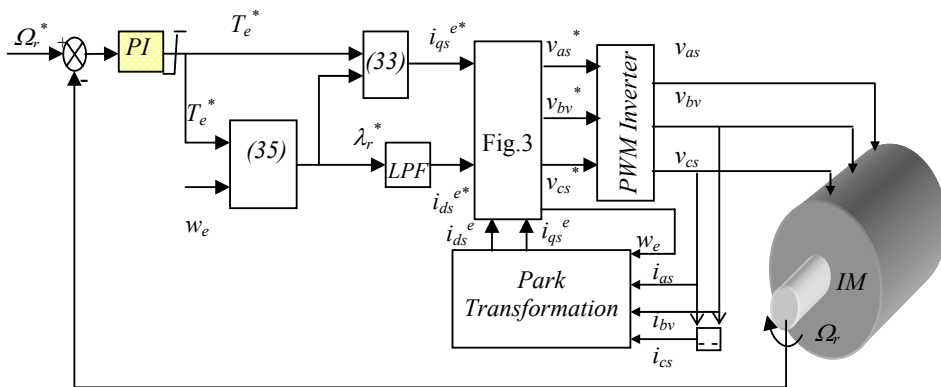 Ω_r^* + - PI T_e^*
T_e^*
(33)
i_qs^e*
(35)
w_e
λ_r^*
LPF
i_ds^e*
Fig.3
v_as^*
v_bv^*
v_cs^*
PWM Inverter
v_as
v_bv
v_cs
i_ds^e i_qs^e w_e
Park
Transformation
i_as
i_bv
i_cs
- -
IM
Ω_r